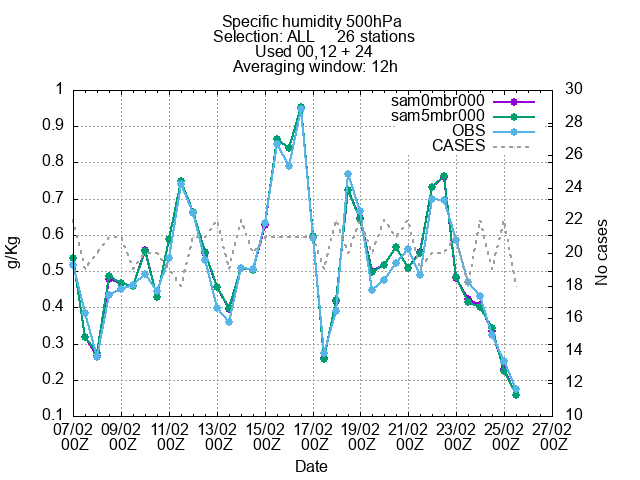 Specific humidity 500hPa
Selection: ALL 26 stations
Used 00,12 + 24
Averaging window: 12h
sam0mbr000
sam5mbr000
OBS
CASES
1
0.9
0.8
0.7
0.6
0.5
0.4
0.3
0.2
0.1
g/Kg
30
28
26
24
22
20
18
16
14
12
10
No cases
07/02 09/02 11/02 13/02 15/02 17/02 19/02 21/02 23/02 25/02 27/02
00Z 00Z 00Z 00Z 00Z 00Z 00Z 00Z 00Z 00Z 00Z
Date